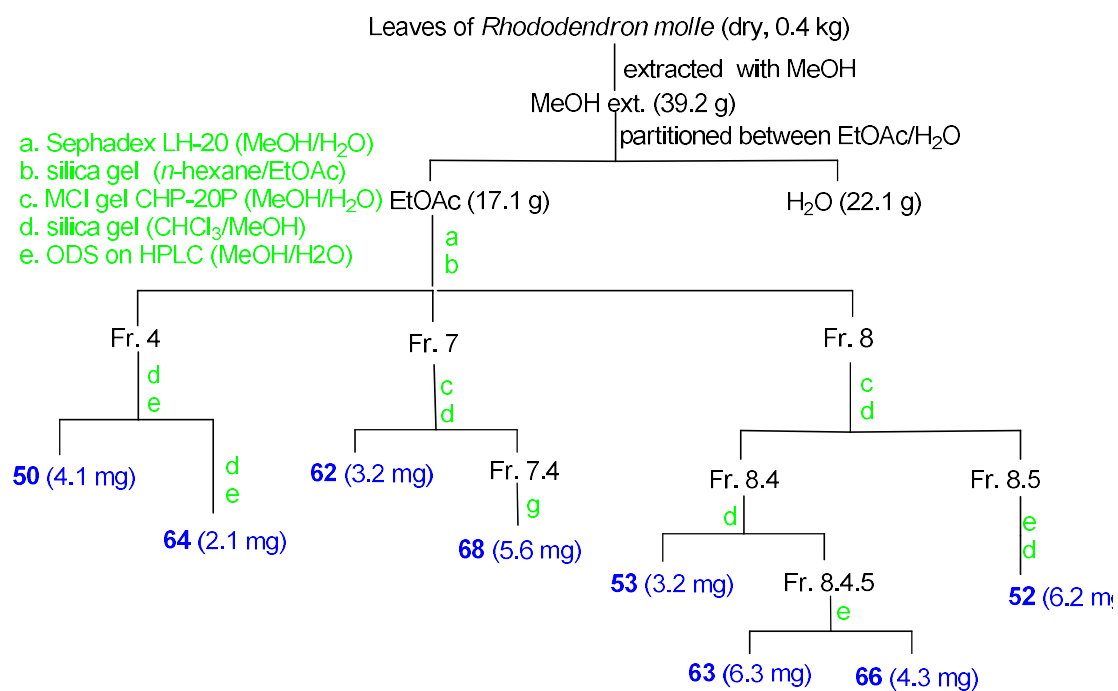 Leaves of Rhododendron molle (dry, 0.4 kg)
extracted with MeOH
MeOH ext. (39.2 g)
partitioned between EtOAc/H₂O
a. Sephadex LH-20 (MeOH/H₂O)
b. silica gel (n-hexane/EtOAc)
c. MCI gel CHP-20P (MeOH/H₂O)
d. silica gel (CHCl₃/MeOH)
e. ODS on HPLC (MeOH/H2O)
EtOAc (17.1 g)
H₂O (22.1 g)
a
b
Fr. 4
Fr. 7
Fr. 8
d
e
c
d
c
d
50 (4.1 mg)
d
e
64 (2.1 mg)
62 (3.2 mg)
Fr. 7.4
g
68 (5.6 mg)
Fr. 8.4
Fr. 8.5
d
e
d
53 (3.2 mg)
Fr. 8.4.5
52 (6.2 mg
e
63 (6.3 mg)
66 (4.3 mg)